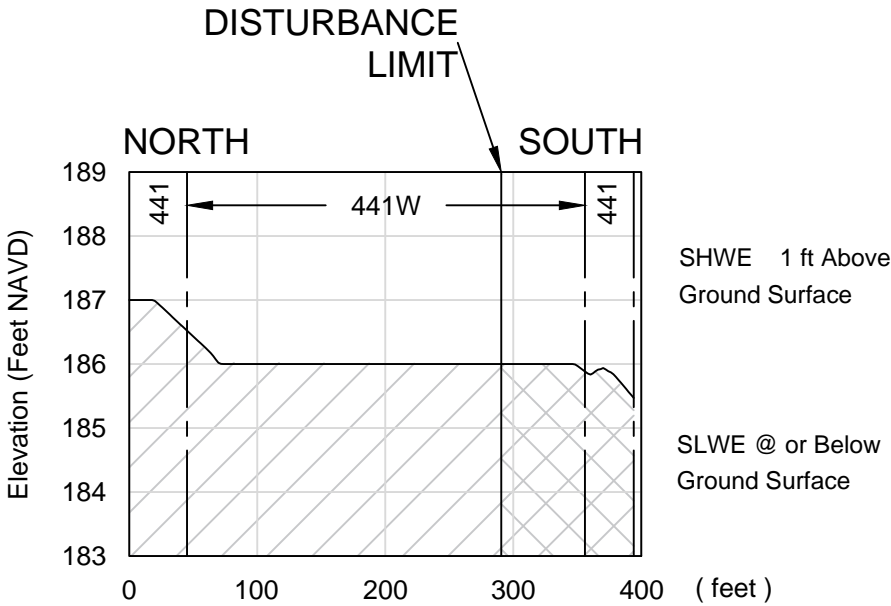 DISTURBANCE
LIMIT
NORTH
SOUTH
441
441W
441
189
188
187
186
185
184
183
Elevation (Feet NAVD)
0 100 200 300 400 ( feet )
SHWE 1 ft Above
Ground Surface
SLWE @ or Below
Ground Surface